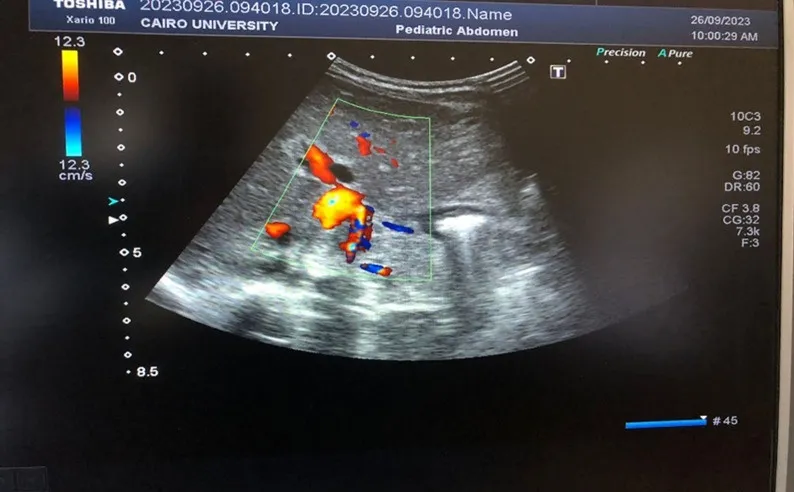 TOSHIBA 20230926.094018.ID:20230926.094018.Name
Xario 100 CAIRO UNIVERSITY Pediatric Abdomen 26/09/2023
10:00:29 AM
12.3
12.3
cm/s
Precision APure
T
0
5
8.5
10C3
9.2
10 fps
G:82
DR:60
CF 3.8
CG:32
7.3k
F:3
#45